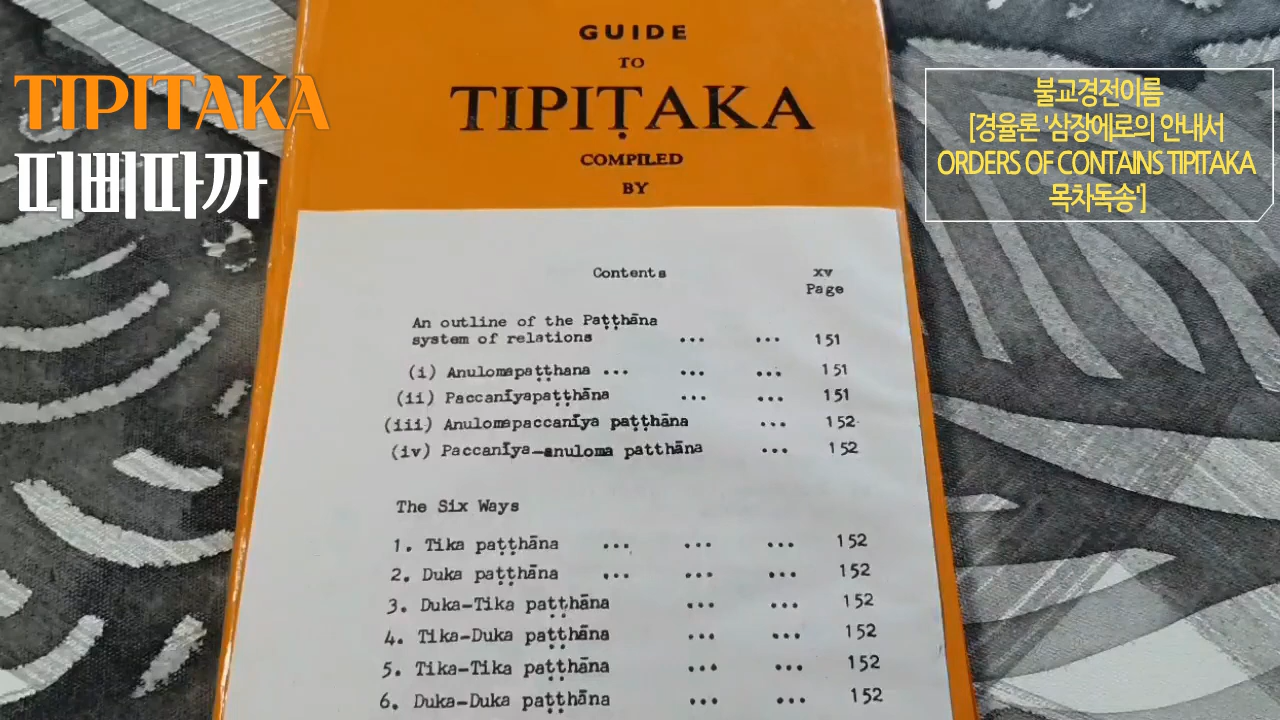 TIPITAKA
띠삐따까
불교경전이름
[경율론 '삼장에로의 안내서
ORDERS OF CONTAINS TIPITAKA
목차독송']
GUIDE
TO
TIPIṬAKA
COMPILED
BY
Contents xv
Page
An outline of the Paṭṭhāna
system of relations ... ... 151
(i) Anulomapaṭṭhana ... ... ... 151
(ii) Paccanīyapaṭṭhāna ... ... 151
(iii) Anulomapaccanīya paṭṭhāna ... 152
(iv) Paccanīya—anuloma patthāna ... 152
The Six Ways
1. Tika paṭṭhāna ... ... ... 152
2. Duka paṭṭhāna ... ... ... 152
3. Duka-Tika paṭṭhāna ... ... 152
4. Tika-Duka paṭṭhāna ... ... 152
5. Tika-Tika paṭṭhāna ... ... 152
6. Duka-Duka paṭṭhāna ... ... 152